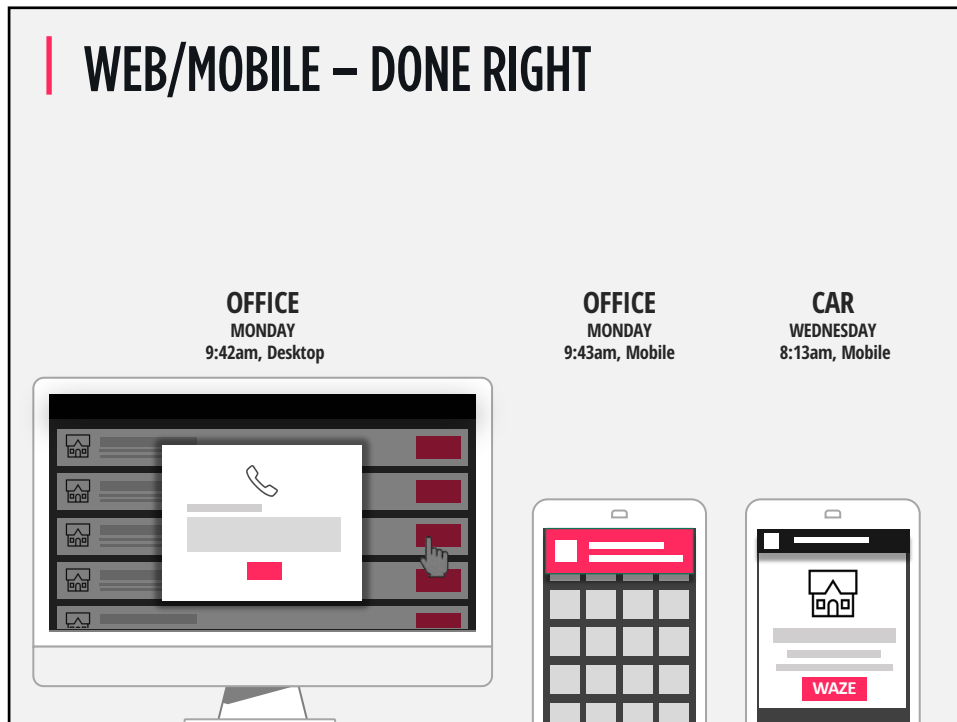 WEB/MOBILE – DONE RIGHT
OFFICE
MONDAY
9:42am, Desktop
OFFICE
MONDAY
9:43am, Mobile
CAR
WEDNESDAY
8:13am, Mobile
WAZE